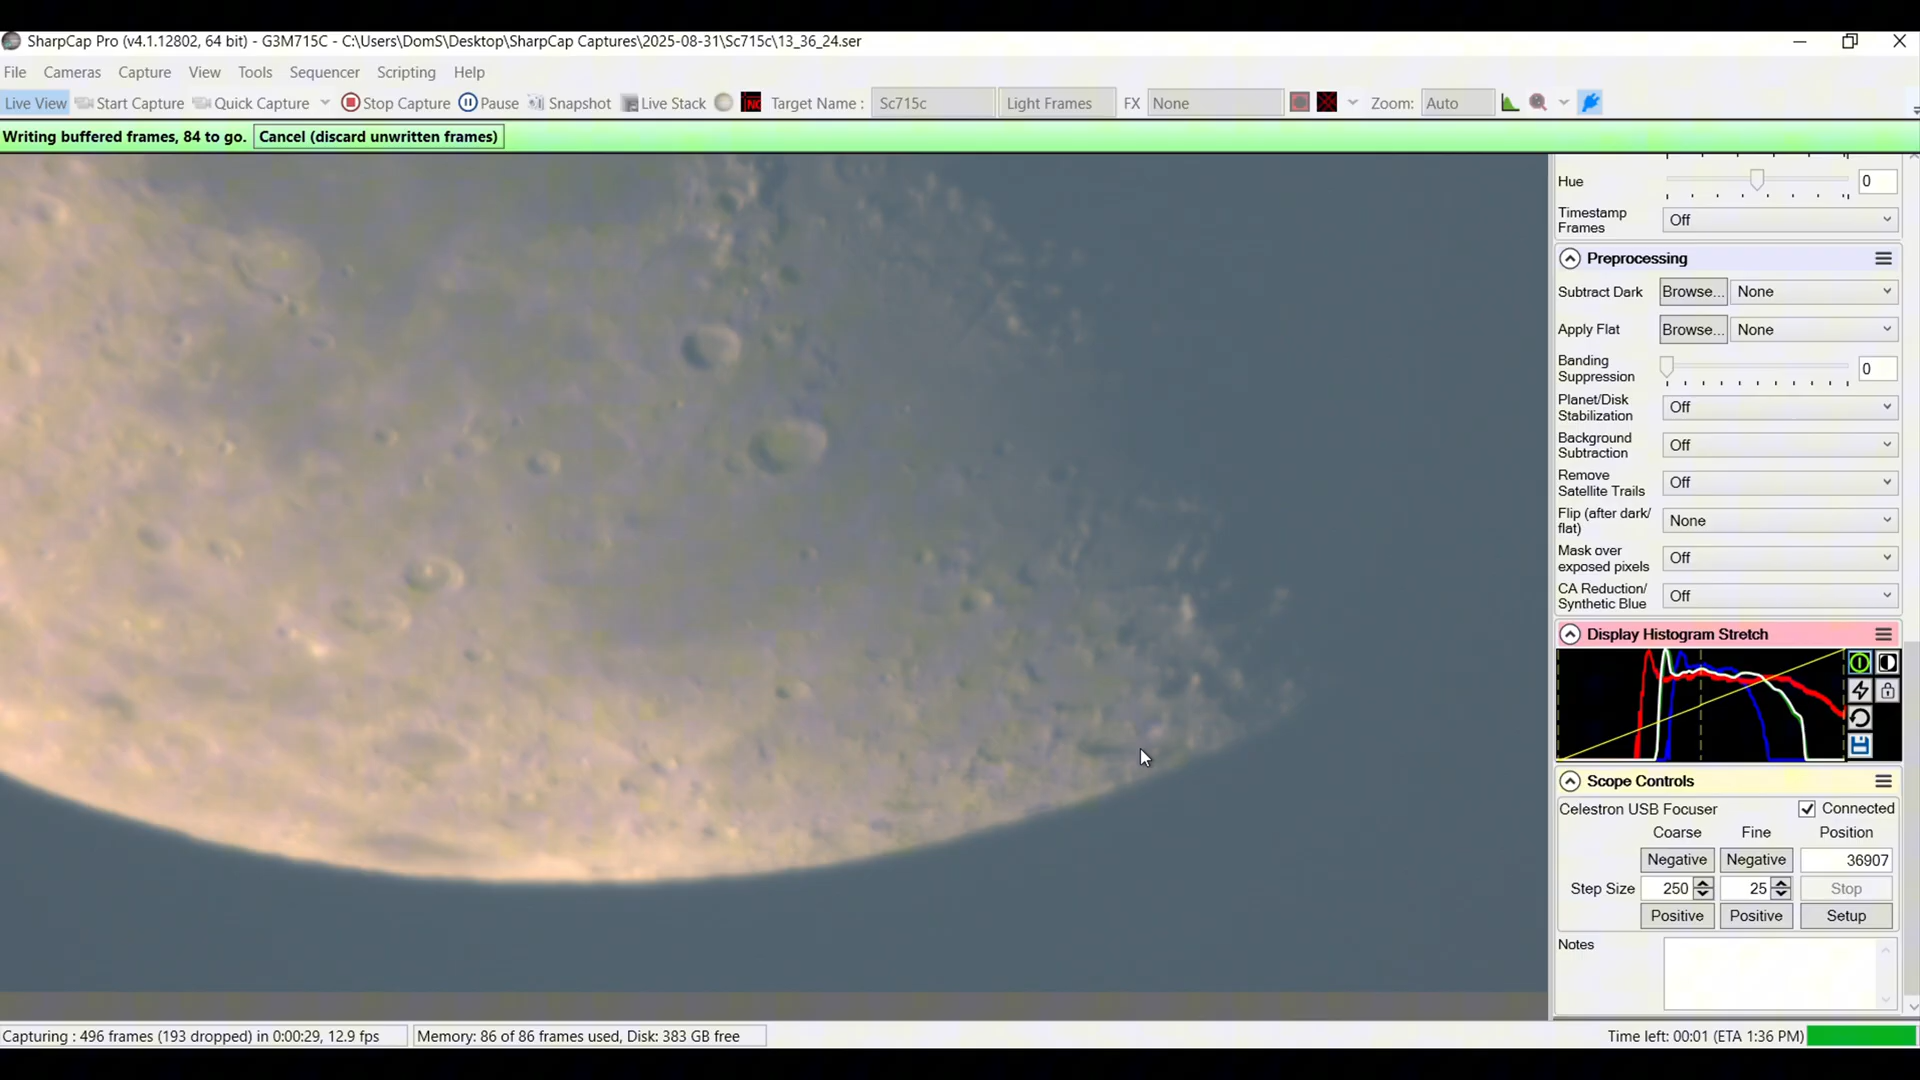 SharpCap Pro (v4.1.12802, 64 bit) - G3M715C - C:\Users\DomS\Desktop\SharpCap Captures\2025-08-31\Sc715c\13_36_24.ser
File Cameras Capture View Tools Sequencer Scripting Help
Live View Start Capture Quick Capture Stop Capture Pause Snapshot Live Stack Target Name : Sc715c Light Frames FX None Zoom: Auto
Writing buffered frames, 84 to go. Cancel (discard unwritten frames)
Hue 0
Timestamp Frames Off
Preprocessing
Subtract Dark Browse... None
Apply Flat Browse... None
Banding Suppression 0
Planet/Disk Stabilization Off
Background Subtraction Off
Remove Satellite Trails Off
Flip (after dark/flat) None
Mask over exposed pixels Off
CA Reduction/Synthetic Blue Off
Display Histogram Stretch
Scope Controls
Celestron USB Focuser Connected
Coarse Fine Position
Negative Negative 36907
Step Size 250 25 Stop
Positive Positive Setup
Notes
Capturing : 496 frames (193 dropped) in 0:00:29, 12.9 fps Memory: 86 of 86 frames used, Disk: 383 GB free Time left: 00:01 (ETA 1:36 PM)